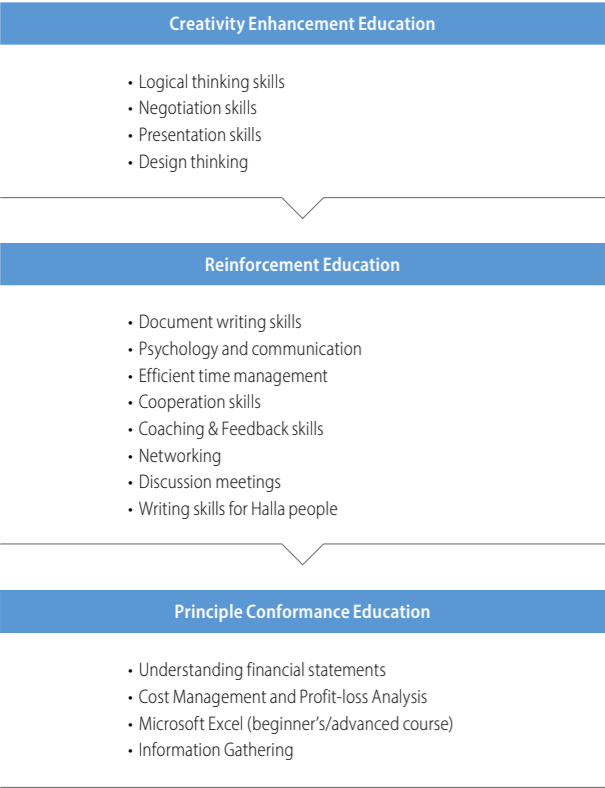 Creativity Enhancement Education
• Logical thinking skills
• Negotiation skills
• Presentation skills
• Design thinking
Reinforcement Education
• Document writing skills
• Psychology and communication
• Efficient time management
• Cooperation skills
• Coaching & Feedback skills
• Networking
• Discussion meetings
• Writing skills for Halla people
Principle Conformance Education
• Understanding financial statements
• Cost Management and Profit-loss Analysis
• Microsoft Excel (beginner's/advanced course)
• Information Gathering